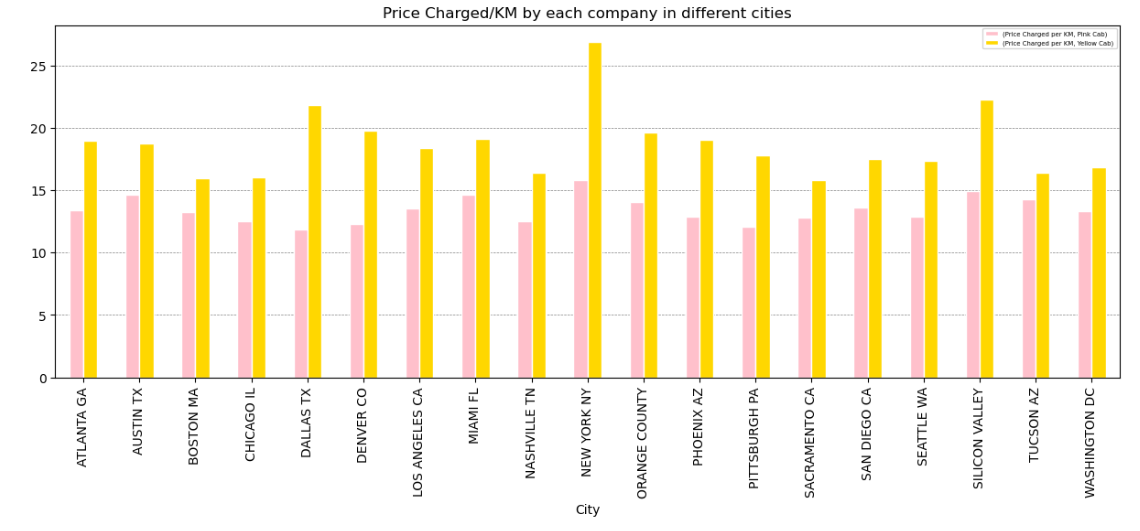 Price Charged/KM by each company in different cities
(Price Charged per KM, Pink Cab)
(Price Charged per KM, Yellow Cab)
25
20
15
10
5
0
ATLANTA GA
AUSTIN TX
BOSTON MA
CHICAGO IL
DALLAS TX
DENVER CO
LOS ANGELES CA
MIAMI FL
NASHVILLE TN
NEW YORK NY
ORANGE COUNTY
PHOENIX AZ
PITTSBURGH PA
SACRAMENTO CA
SAN DIEGO CA
SEATTLE WA
SILICON VALLEY
TUCSON AZ
WASHINGTON DC
City